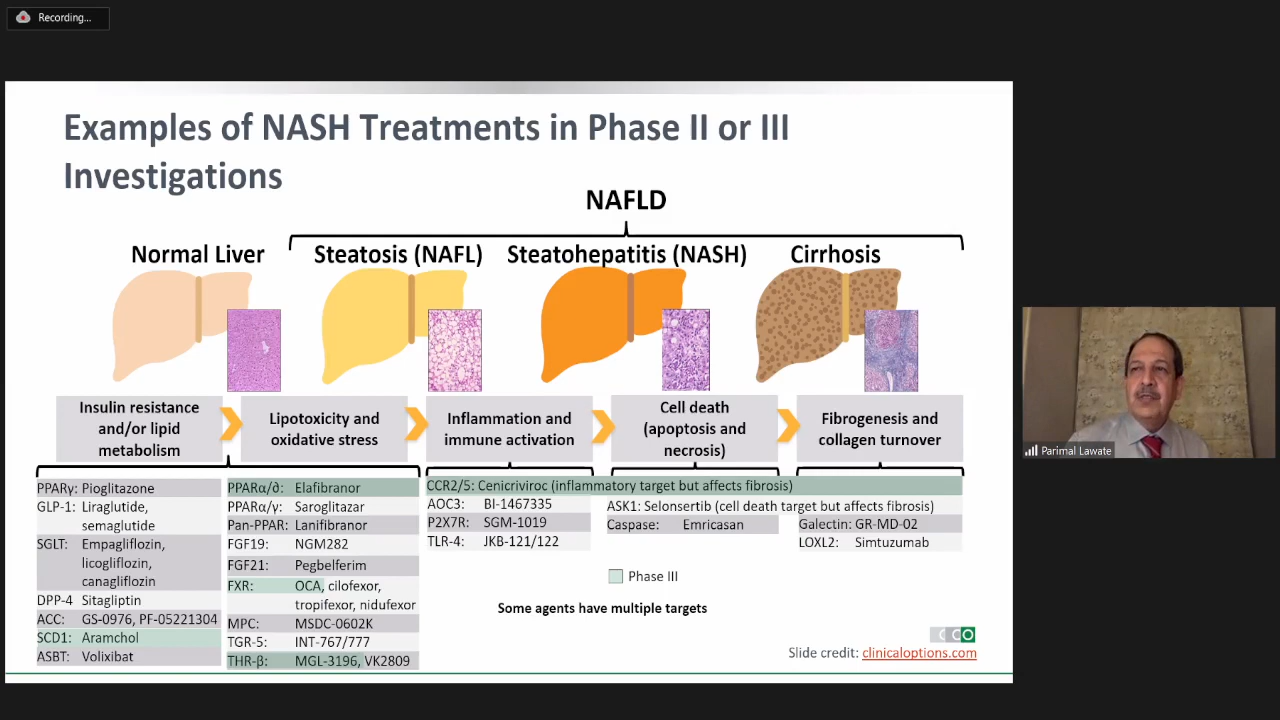 Recording...
Examples of NASH Treatments in Phase II or III
Investigations
NAFLD
Normal Liver
Steatosis (NAFL)
Steatohepatitis (NASH)
Cirrhosis
Insulin resistance
and/or lipid
metabolism
Lipotoxicity and
oxidative stress
Inflammation and
immune activation
Cell death
(apoptosis and
necrosis)
Fibrogenesis and
collagen turnover
PPARγ: Pioglitazone
GLP-1: Liraglutide,
semaglutide
SGLT: Empagliflozin,
licogliflozin,
canagliflozin
DPP-4 Sitagliptin
ACC: GS-0976, PF-05221304
SCD1: Aramchol
ASBT: Volixibat
PPARα/∂: Elafibranor
PPARα/γ: Saroglitazar
Pan-PPAR: Lanifibranor
FGF19: NGM282
FGF21: Pegbelferim
FXR: OCA, cilofexor,
tropifexor, nidufexor
MPC: MSDC-0602K
TGR-5: INT-767/777
THR-β: MGL-3196, VK2809
CCR2/5: Cenicriviroc (inflammatory target but affects fibrosis)
AOC3: BI-1467335
P2X7R: SGM-1019
TLR-4: JKB-121/122
ASK1: Selonsertib (cell death target but affects fibrosis)
Caspase: Emricasan
Galectin: GR-MD-02
LOXL2: Simtuzumab
Phase III
Some agents have multiple targets
CCO
Slide credit: clinicaloptions.com
Parimal Lawate